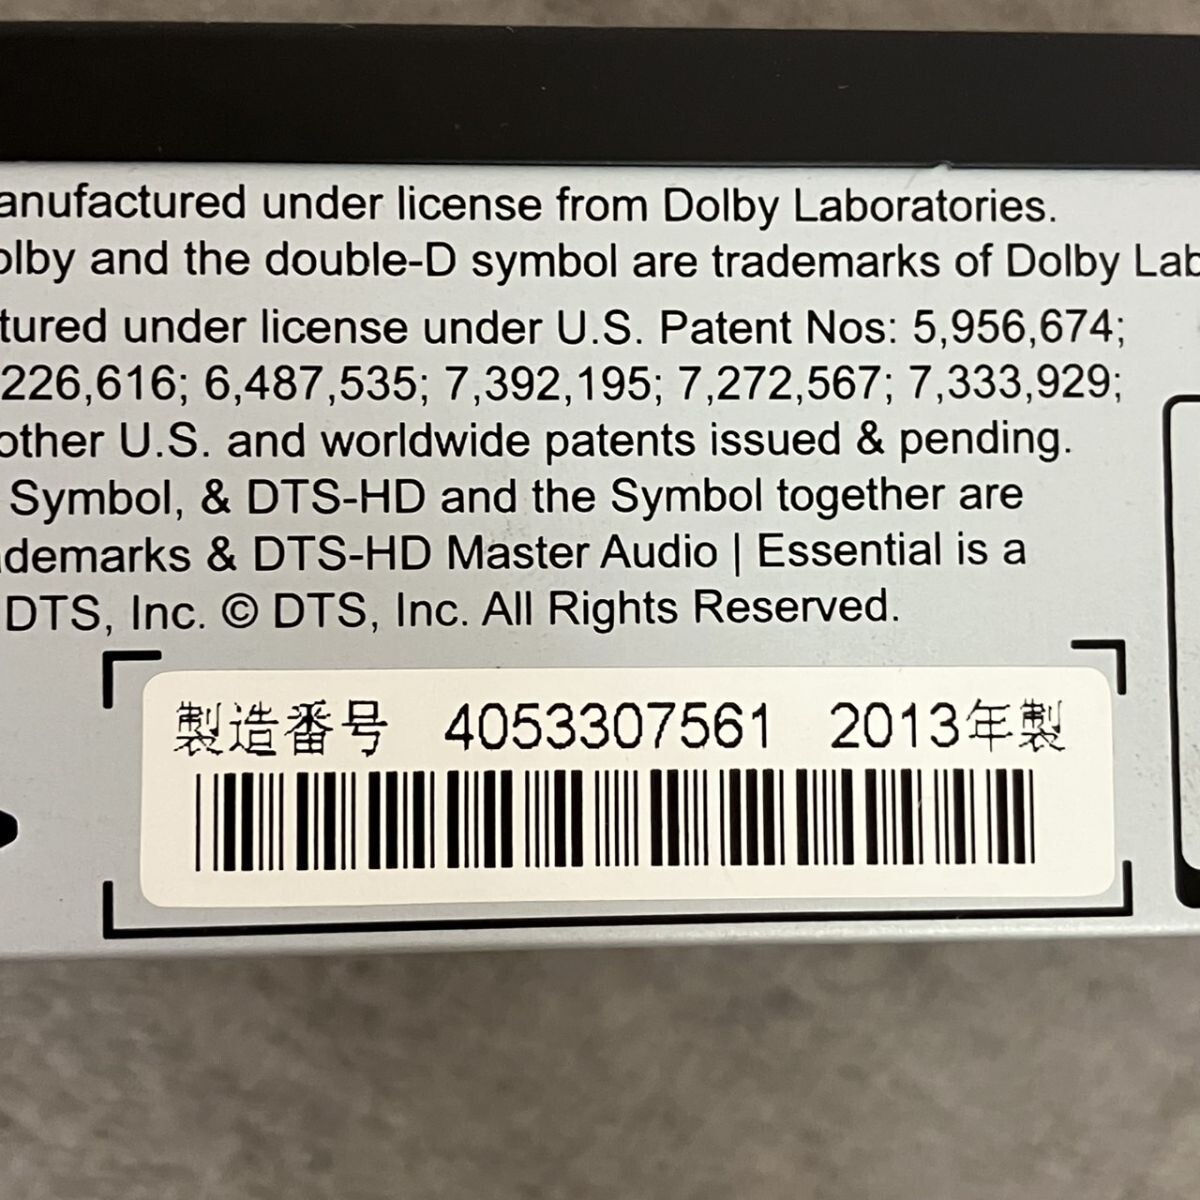 anufactured under license from Dolby Laboratories.
olby and the double-D symbol are trademarks of Dolby Lab
tured under license under U.S. Patent Nos: 5,956,674;
,226,616; 6,487,535; 7,392,195; 7,272,567; 7,333,929;
other U.S. and worldwide patents issued & pending.
Symbol, & DTS-HD and the Symbol together are
demarks & DTS-HD Master Audio | Essential is a
DTS, Inc. © DTS, Inc. All Rights Reserved.
製造番号 4053307561 2013年製